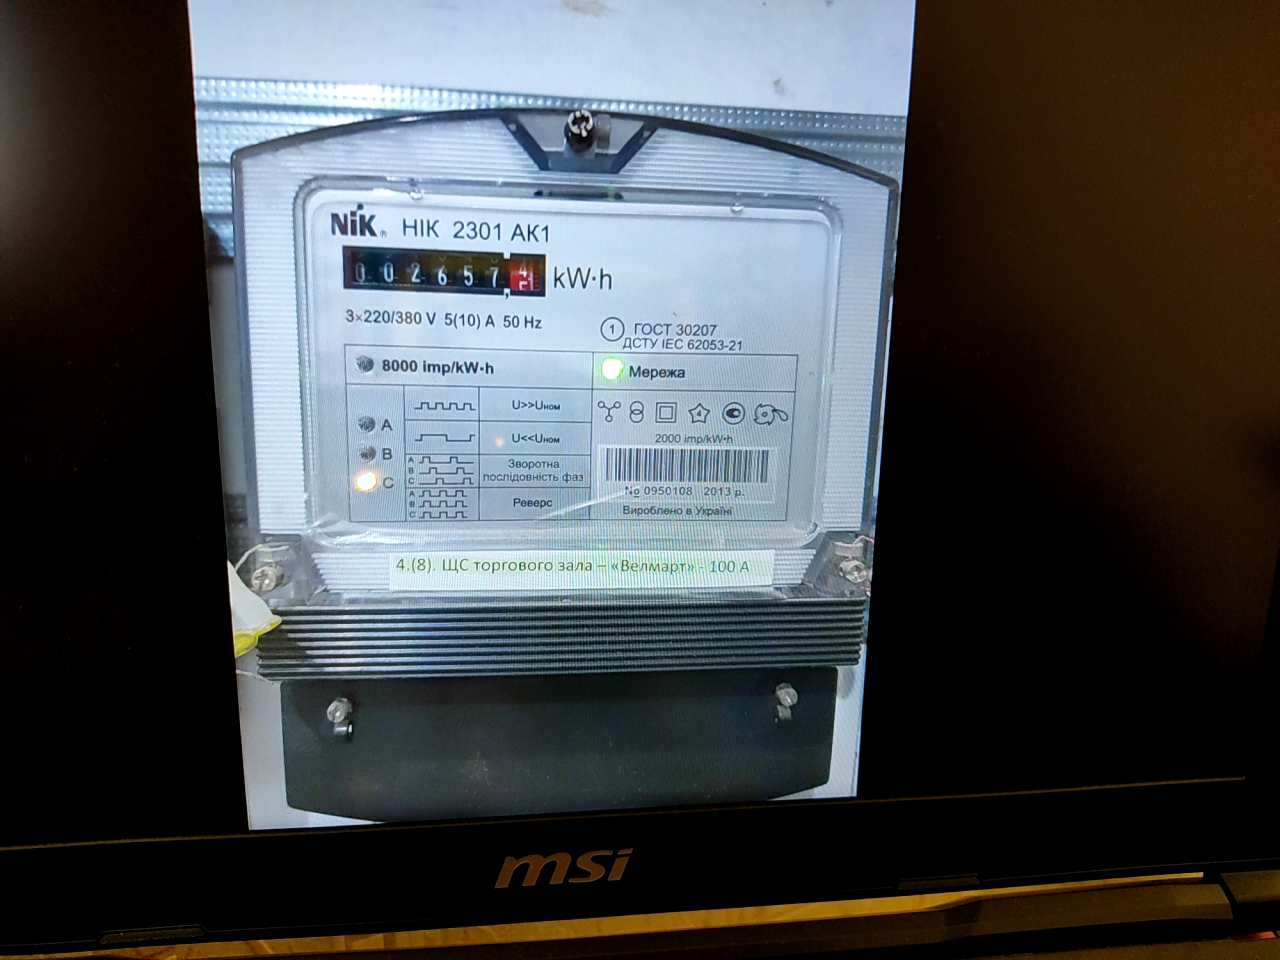 NiK® НІК 2301 АК1
0 0 2 6 5 7 kW·h
3×220/380 V 5(10) A 50 Hz
1 ГОСТ 30207
ДСТУ IEC 62053-21
8000 imp/kW·h
Мережа
A
B
C
U>>Uном
U<<Uном
A
B
C
Зворотна
послідовність фаз
A
B
C
Реверс
4
2000 imp/kW·h
№ 0950108 2013 р.
Вироблено в Україні
4.(8). ЩС торгового зала – «Велмарт» - 100 А
msi